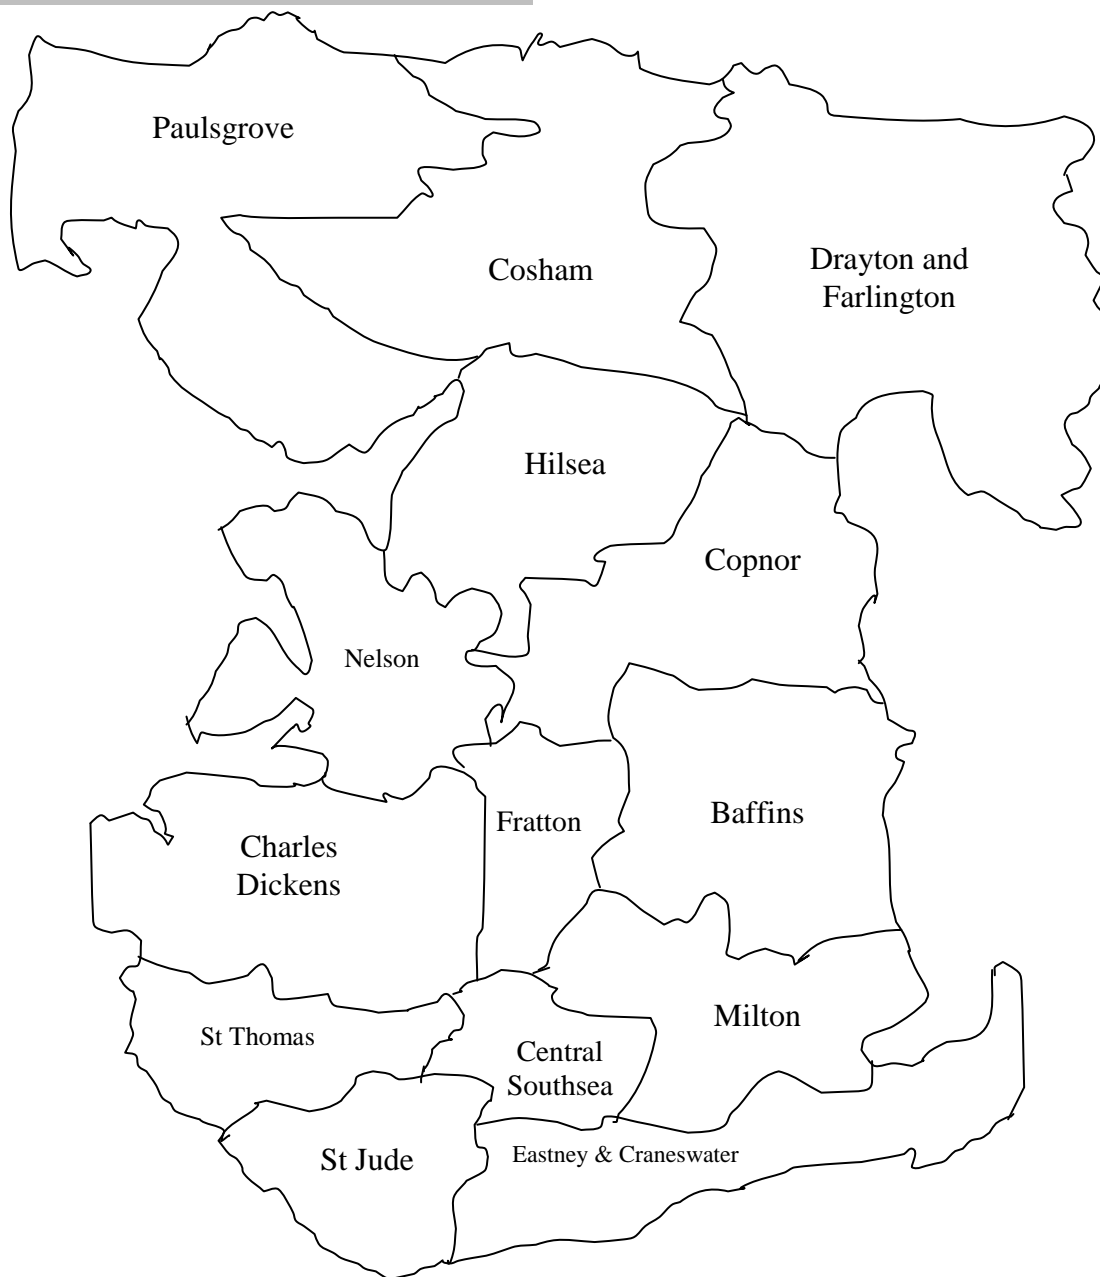 Paulsgrove
Cosham
Drayton and
Farlington
Hilsea
Copnor
Nelson
Fratton
Baffins
Charles
Dickens
Milton
St Thomas
Central
Southsea
St Jude
Eastney & Craneswater